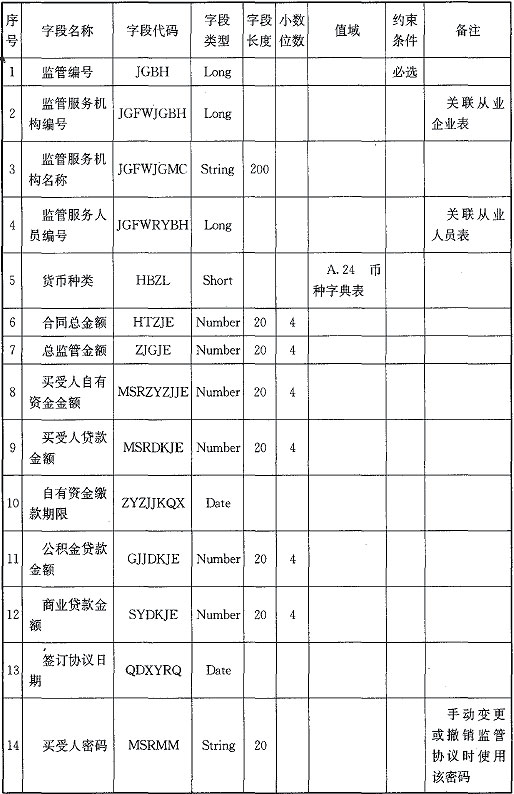 序号 字段名称 字段代码 字段类型 字段长度 小数位数 值域 约束条件 备注
1 监管编号 JGBH Long 必选
2 监管服务机构编号 JGFWJGBH Long 关联从业企业表
3 监管服务机构名称 JGFWJGMC String 200
4 监管服务人员编号 JGFWRYBH Long 关联从业人员表
5 货币种类 HBZL Short A.24 币种字典表
6 合同总金额 HTZJE Number 20 4
7 总监管金额 ZJGJE Number 20 4
8 买受人自有资金金额 MSRZYZJJE Number 20 4
9 买受人贷款金额 MSRDKJE Number 20 4
10 自有资金缴款期限 ZYZJJKQX Date
11 公积金贷款金额 GJJDKJE Number 20 4
12 商业贷款金额 SYDKJE Number 20 4
13 签订协议日期 QDXYRQ Date
14 买受人密码 MSRMM String 20 手动变更或撤销监管协议时使用该密码